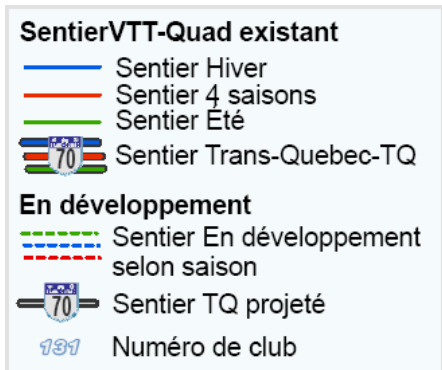 SentierVTT-Quad existant
Sentier Hiver
Sentier 4 saisons
Sentier Été
70 Sentier Trans-Quebec-TQ
En développement
Sentier En développement
selon saison
70 Sentier TQ projeté
131 Numéro de club